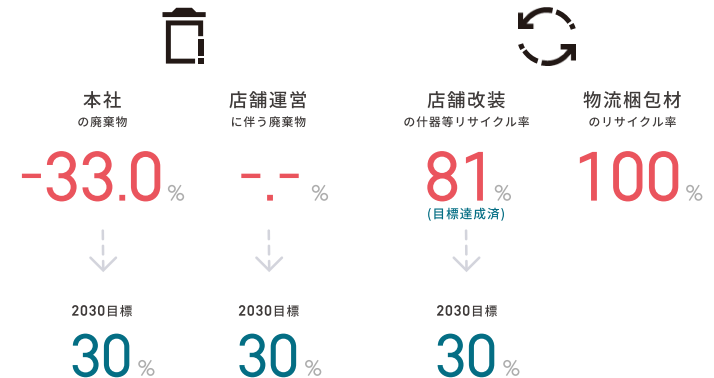 本社
の廃棄物
-33.0%
2030目標
30%
店舗運営
に伴う廃棄物
-.-%
2030目標
30%
店舗改装
の什器等リサイクル率
81%
(目標達成済)
2030目標
30%
物流梱包材
のリサイクル率
100%